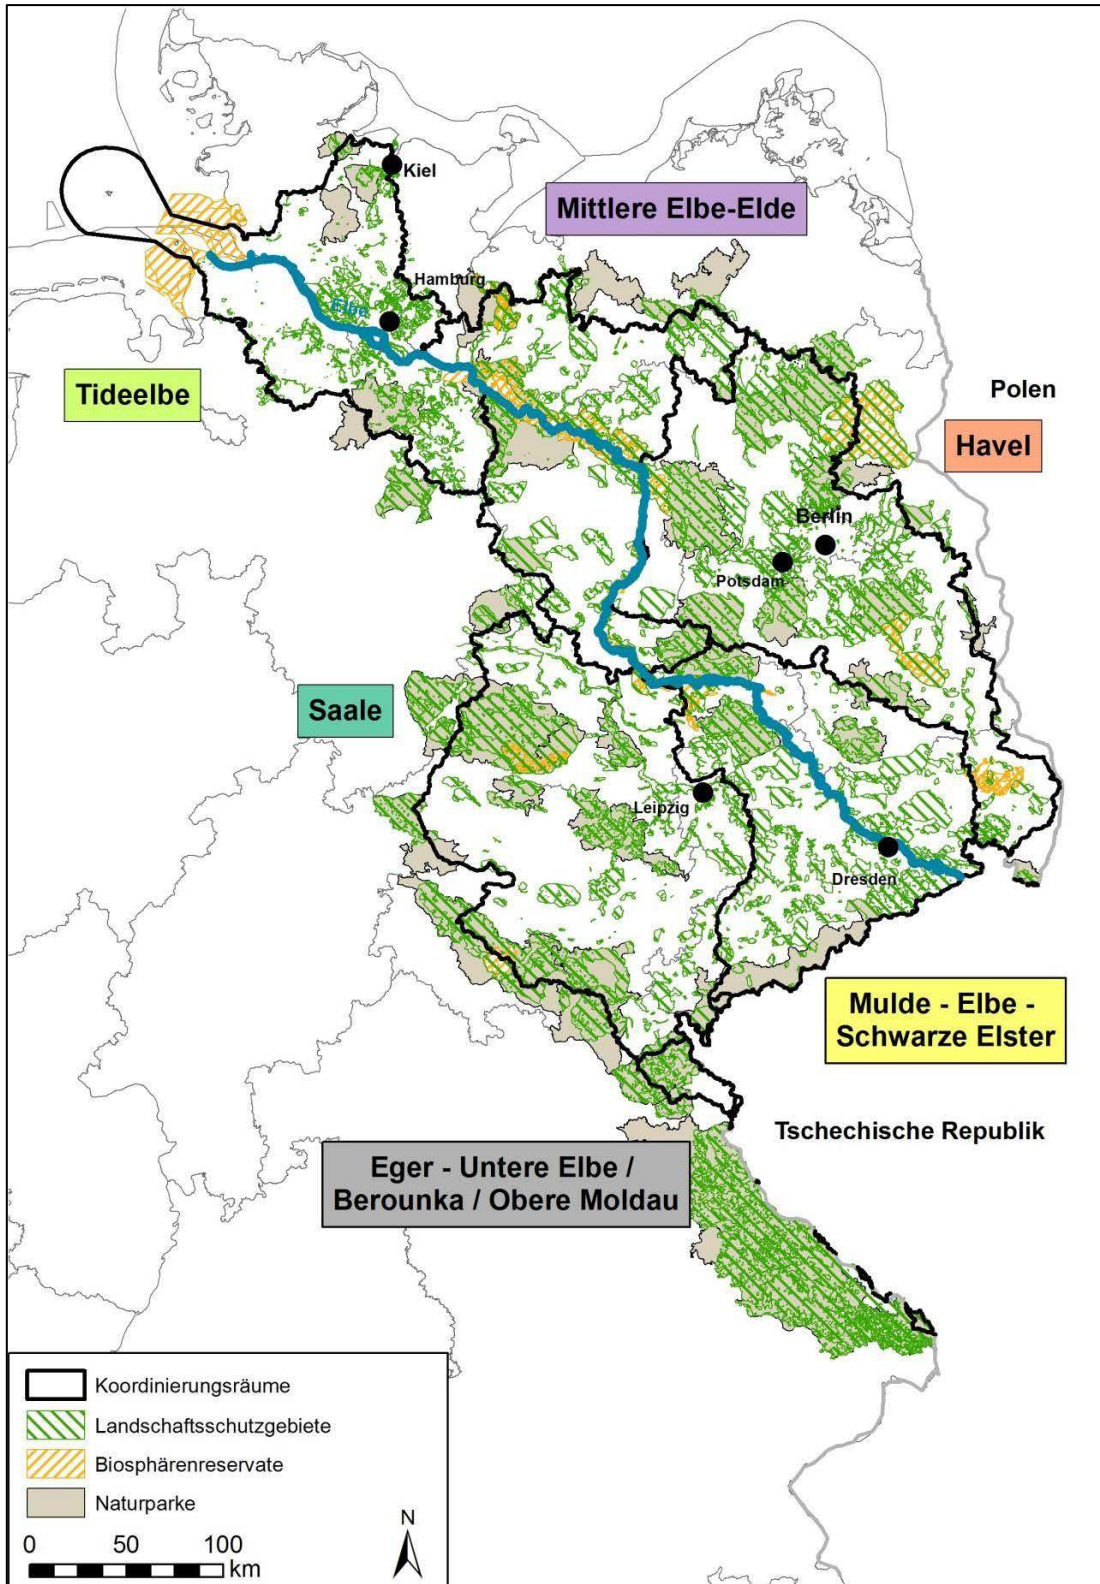 Kiel
Mittlere Elbe-Elde
Hamburg
Elbe
Tideelbe
Polen
Havel
Berlin
Potsdam
Saale
Leipzig
Dresden
Mulde - Elbe -
Schwarze Elster
Tschechische Republik
Eger - Untere Elbe /
Berounka / Obere Moldau
Koordinierungsräume
Landschaftsschutzgebiete
Biosphärenreservate
Naturparke
N
0 50 100
km